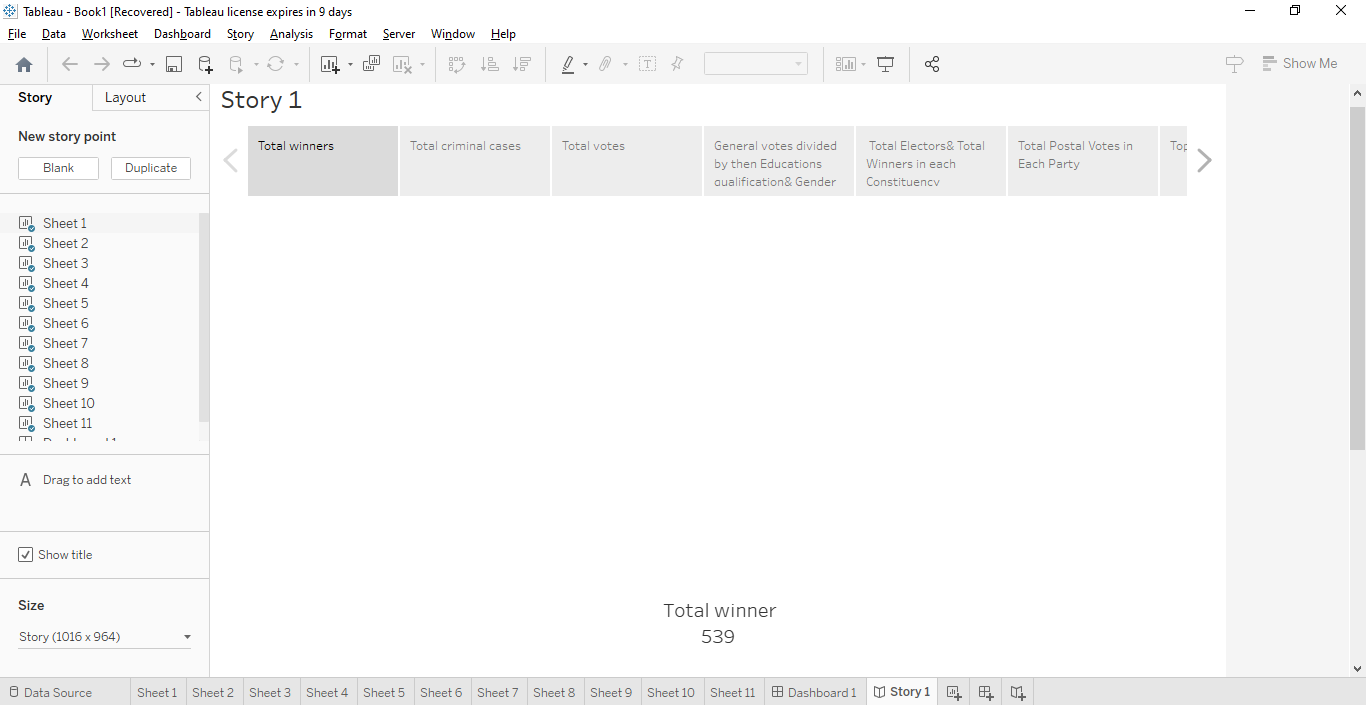 Tableau - Book1 [Recovered] - Tableau license expires in 9 days
File Data Worksheet Dashboard Story Analysis Format Server Window Help
Show Me
Story Layout
New story point
Blank Duplicate
Sheet 1
Sheet 2
Sheet 3
Sheet 4
Sheet 5
Sheet 6
Sheet 7
Sheet 8
Sheet 9
Sheet 10
Sheet 11
A Drag to add text
Show title
Size
Story (1016 x 964)
Story 1
Total winners
Total criminal cases
Total votes
General votes divided
by then Educations
qualification& Gender
Total Electors& Total
Winners in each
Constituency
Total Postal Votes in
Each Party
Total winner
539
Data Source Sheet 1 Sheet 2 Sheet 3 Sheet 4 Sheet 5 Sheet 6 Sheet 7 Sheet 8 Sheet 9 Sheet 10 Sheet 11 Dashboard 1 Story 1